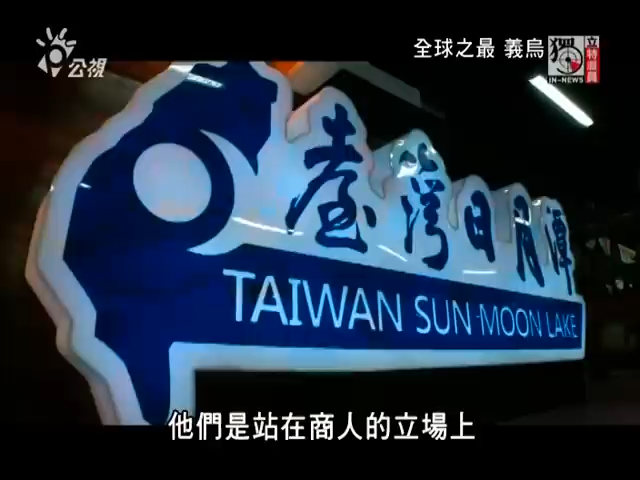 公視
全球之最 義烏
獨
立
特派員
IN-NEWS
臺灣日月潭
TAIWAN SUN·MOON LAKE
他們是站在商人的立場上